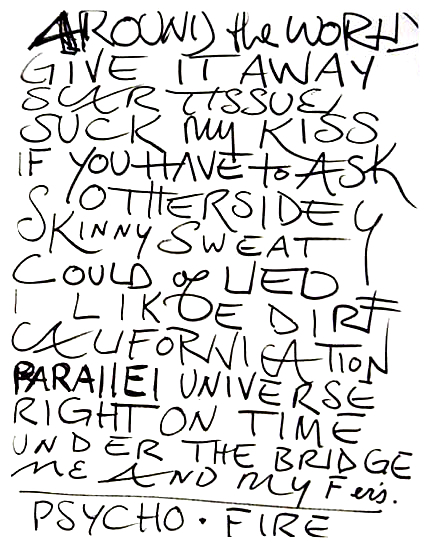 AROUND the WORLD
GIVE IT AWAY
SCAR TISSUE
SUCK MY KISS
IF YOU HAVE to ASK
OTHERSIDE
SKINNY SWEAT Y
COULD of LIED
I LIKE DIRT
CALIFORNICATION
PARALLEL UNIVERSE
RIGHT ON TIME
UNDER THE BRIDGE
ME AND MY Fens.
PSYCHO · FIRE